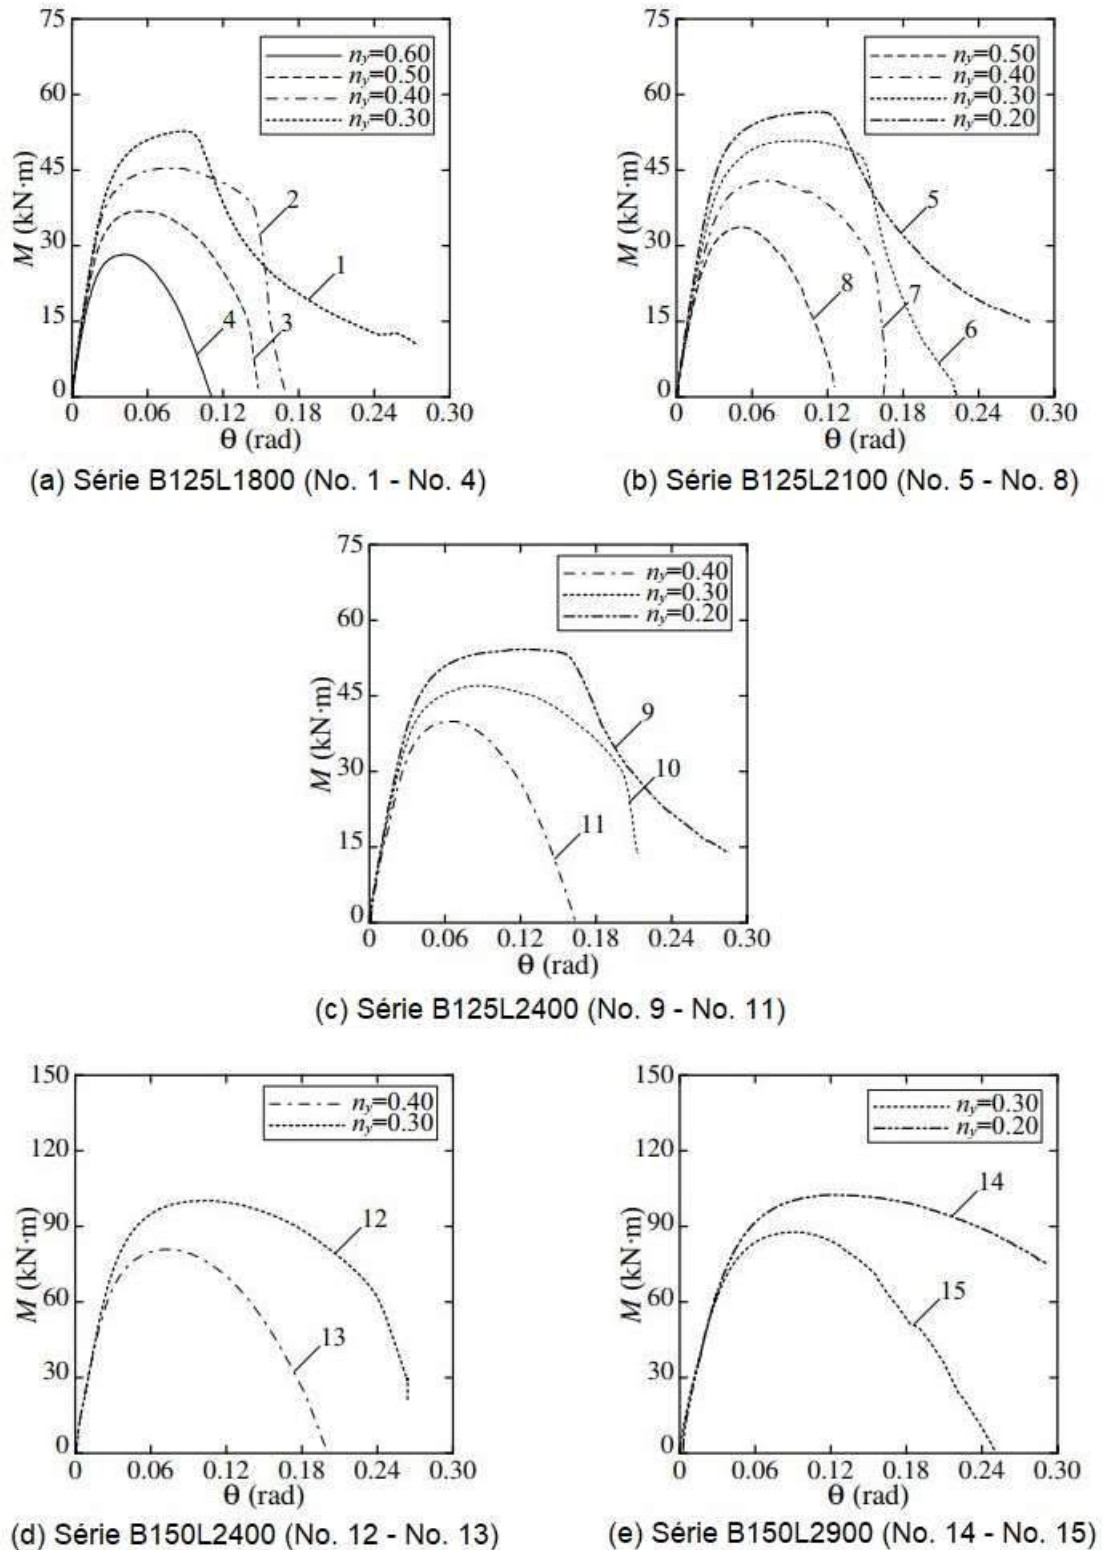 75
60
45
30
15
0
M (kN·m)
n_y=0.60
n_y=0.50
n_y=0.40
n_y=0.30
2
1
4
3
0 0.06 0.12 0.18 0.24 0.30
θ (rad)
(a) Série B125L1800 (No. 1 - No. 4)
75
60
45
30
15
0
M (kN·m)
n_y=0.50
n_y=0.40
n_y=0.30
n_y=0.20
5
8
7
6
0 0.06 0.12 0.18 0.24 0.30
θ (rad)
(b) Série B125L2100 (No. 5 - No. 8)
75
60
45
30
15
0
M (kN·m)
n_y=0.40
n_y=0.30
n_y=0.20
9
10
11
0 0.06 0.12 0.18 0.24 0.30
θ (rad)
(c) Série B125L2400 (No. 9 - No. 11)
150
120
90
60
30
0
M (kN·m)
n_y=0.40
n_y=0.30
12
13
0 0.06 0.12 0.18 0.24 0.30
θ (rad)
(d) Série B150L2400 (No. 12 - No. 13)
150
120
90
60
30
0
M (kN·m)
n_y=0.30
n_y=0.20
14
15
0 0.06 0.12 0.18 0.24 0.30
θ (rad)
(e) Série B150L2900 (No. 14 - No. 15)